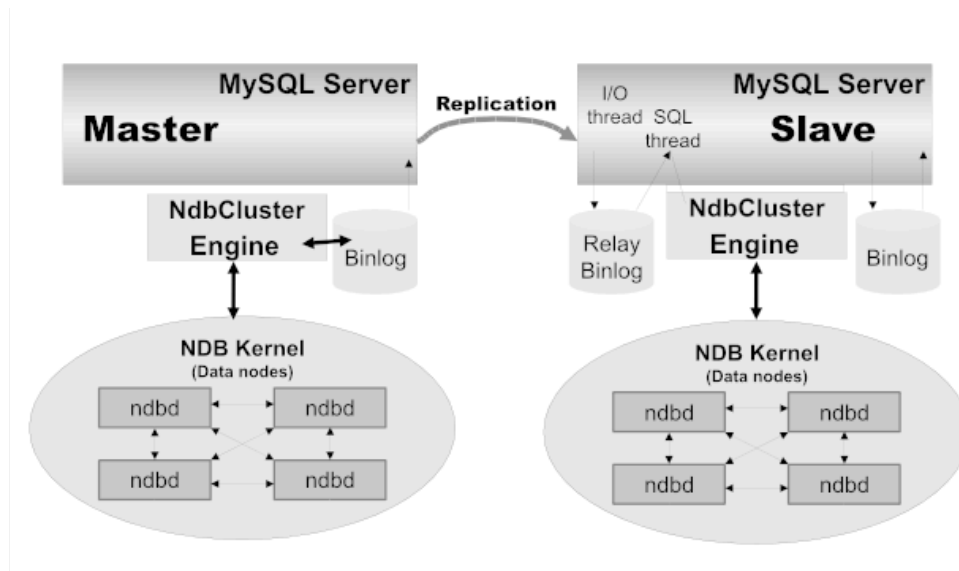 MySQL Server
Master
Replication
MySQL Server
I/O
thread
SQL
thread
Slave
NdbCluster
Engine
Binlog
Relay
Binlog
NdbCluster
Engine
Binlog
NDB Kernel
(Data nodes)
ndbd
ndbd
ndbd
ndbd
NDB Kernel
(Data nodes)
ndbd
ndbd
ndbd
ndbd